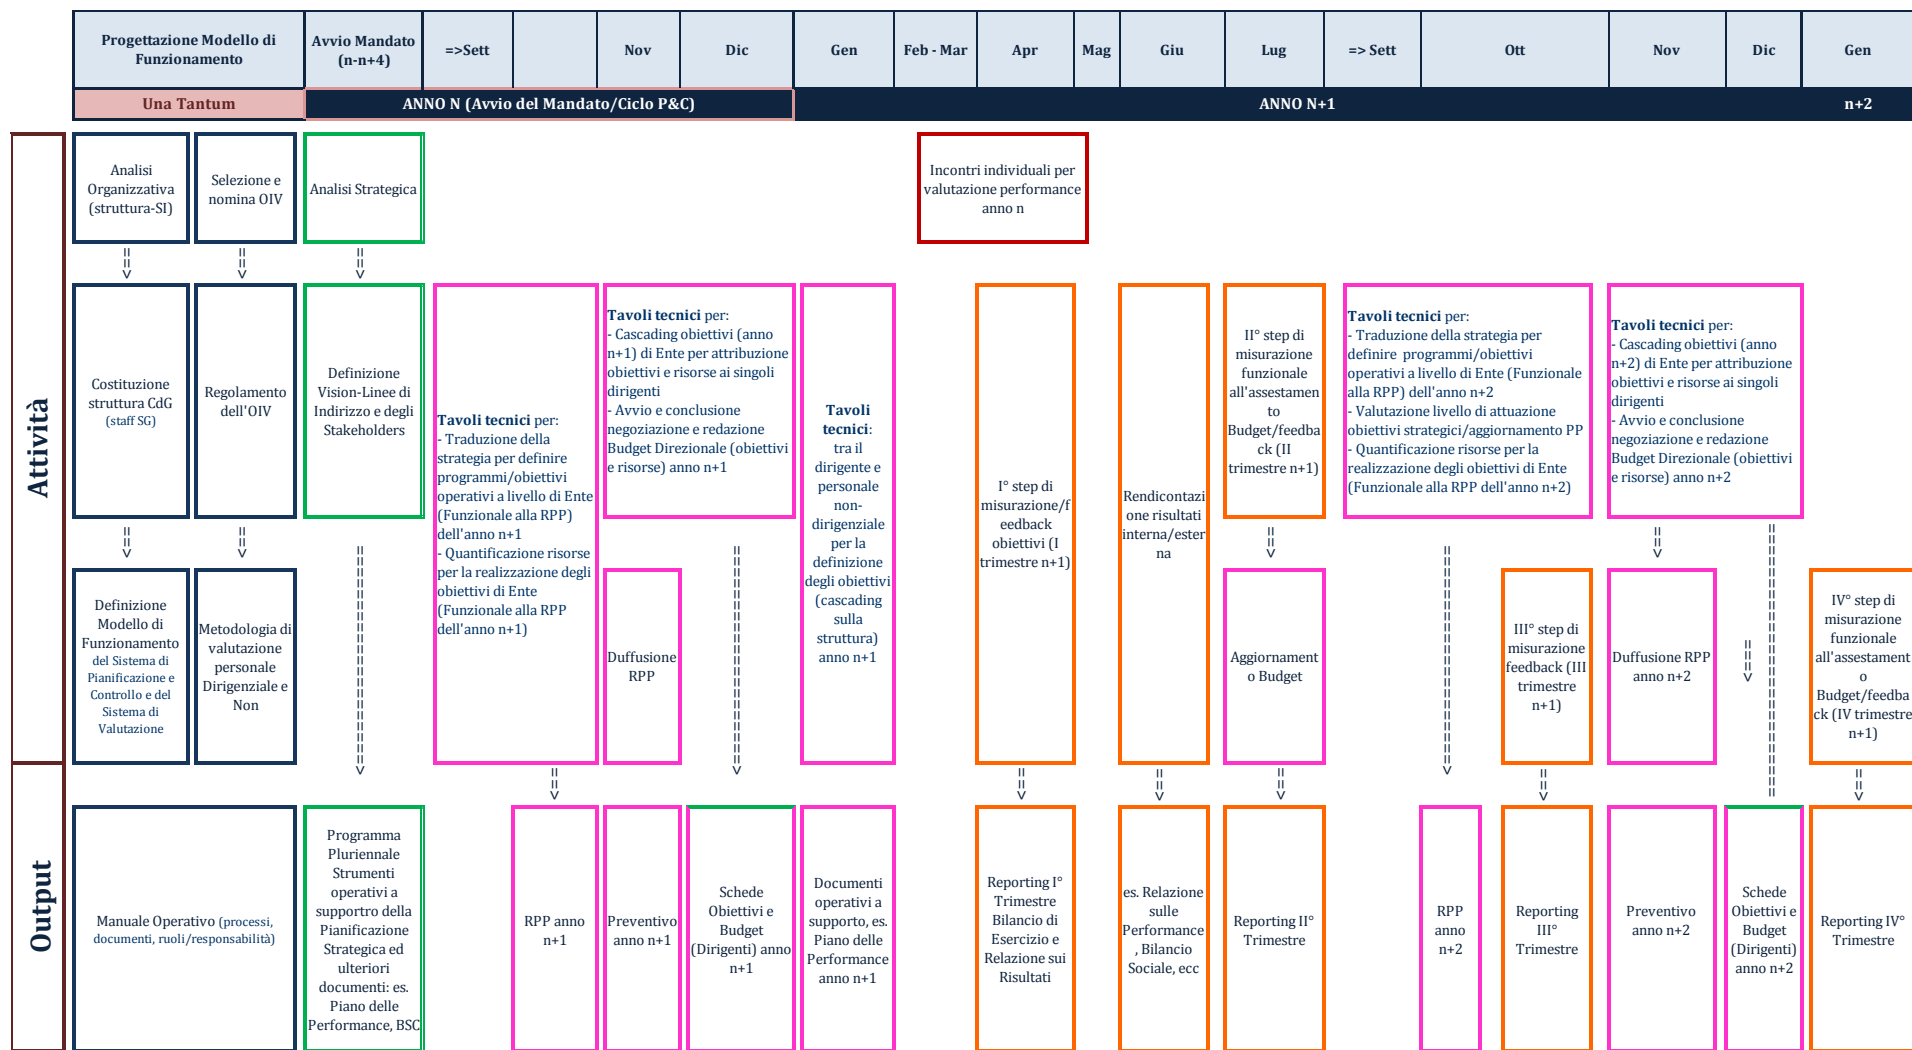 Progettazione Modello di
Funzionamento
Avvio Mandato
(n-n+4)
=>Sett
Nov
Dic
Gen
Feb - Mar
Apr
Mag
Giu
Lug
=> Sett
Ott
Nov
Dic
Gen
Una Tantum
ANNO N (Avvio del Mandato/Ciclo P&C)
ANNO N+1
n+2
Attività
Analisi
Organizzativa
(struttura-SI)
Selezione e
nomina OIV
Analisi Strategica
Incontri individuali per
valutazione performance
anno n
Costituzione
struttura CdG
(staff SG)
Regolamento
dell'OIV
Definizione
Vision-Linee di
Indirizzo e degli
Stakeholders
Tavoli tecnici per:
- Traduzione della
strategia per definire
programmi/obiettivi
operativi a livello di Ente
(Funzionale alla RPP)
dell'anno n+1
- Quantificazione risorse
per la realizzazione degli
obiettivi di Ente
(Funzionale alla RPP
dell'anno n+1)
Tavoli tecnici per:
- Cascading obiettivi (anno
n+1) di Ente per attribuzione
obiettivi e risorse ai singoli
dirigenti
- Avvio e conclusione
negoziazione e redazione
Budget Direzionale (obiettivi
e risorse) anno n+1
Tavoli
tecnici:
tra il
dirigente e
personale
non-
dirigenziale
per la
definizione
degli obiettivi
(cascading
sulla
struttura)
anno n+1
I° step di
misurazione/f
eedback
obiettivi (I
trimestre n+1)
Rendicontazi
one risultati
interna/ester
na
II° step di
misurazione
funzionale
all'assestamen
to
Budget/feedba
ck (II
trimestre n+1)
Tavoli tecnici per:
- Traduzione della strategia per
definire  programmi/obiettivi
operativi a livello di Ente (Funzionale
alla RPP) dell'anno n+2
- Valutazione livello di attuazione
obiettivi strategici/aggiornamento PP
- Quantificazione risorse per la
realizzazione degli obiettivi di Ente
(Funzionale alla RPP dell'anno n+2)
Tavoli tecnici per:
- Cascading obiettivi (anno
n+2) di Ente per attribuzione
obiettivi e risorse ai singoli
dirigenti
- Avvio e conclusione
negoziazione e redazione
Budget Direzionale (obiettivi
e risorse) anno n+2
Definizione
Modello di
Funzionamento
del Sistema di
Pianificazione e
Controllo e del
Sistema di
Valutazione
Metodologia di
valutazione
personale
Dirigenziale e
Non
Duffusione
RPP
Aggiornament
o Budget
III° step di
misurazione
feedback (III
trimestre
n+1)
Duffusione RPP
anno n+2
IV° step di
misurazione
funzionale
all'assestament
o
Budget/feedba
ck (IV trimestre
n+1)
Output
Manuale Operativo (processi,
documenti, ruoli/responsabilità)
Programma
Pluriennale
Strumenti
operativi a
supportro della
Pianificazione
Strategica ed
ulteriori
documenti: es.
Piano delle
Performance, BSC
RPP anno
n+1
Preventivo
anno n+1
Schede
Obiettivi e
Budget
(Dirigenti) anno
n+1
Documenti
operativi a
supporto, es.
Piano delle
Performance
anno n+1
Reporting I°
Trimestre
Bilancio di
Esercizio e
Relazione sui
Risultati
es. Relazione
sulle
Performance
, Bilancio
Sociale, ecc
Reporting II°
Trimestre
RPP
anno
n+2
Reporting
III°
Trimestre
Preventivo
anno n+2
Schede
Obiettivi e
Budget
(Dirigenti)
anno n+2
Reporting IV°
Trimestre